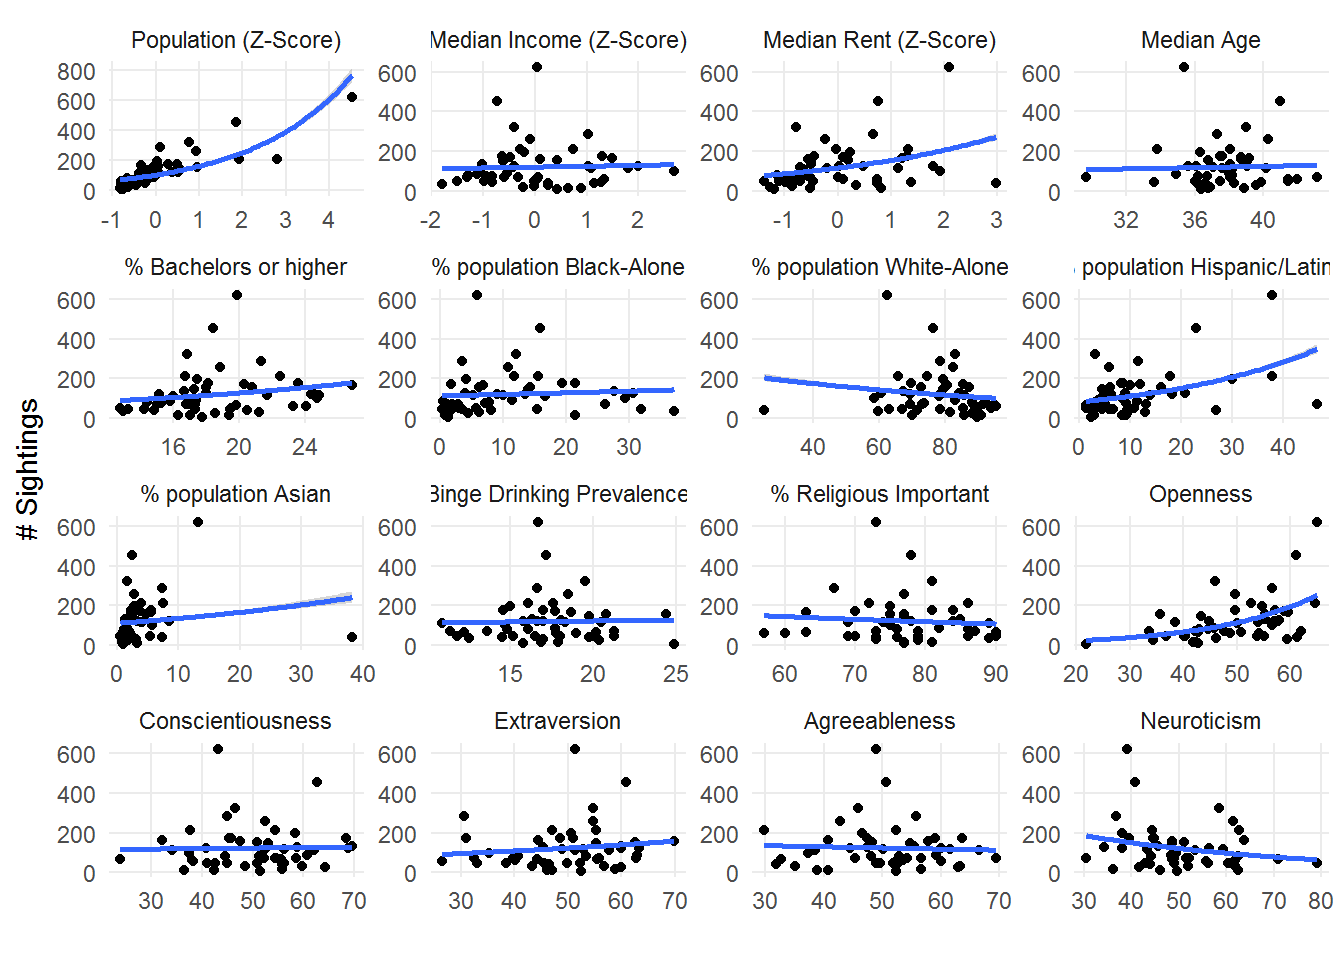 Population (Z-Score)
Median Income (Z-Score)
Median Rent (Z-Score)
Median Age
800
600
400
200
0
-1 0 1 2 3 4
600
400
200
0
-2 -1 0 1 2
600
400
200
0
-1 0 1 2 3
600
400
200
0
32 36 40
% Bachelors or higher
% population Black-Alone
% population White-Alone
population Hispanic/Latin
600
400
200
0
16 20 24
600
400
200
0
0 10 20 30
600
400
200
0
40 60 80
600
400
200
0
0 10 20 30 40
# Sightings
% population Asian
Binge Drinking Prevalence
% Religious Important
Openness
600
400
200
0
0 10 20 30 40
600
400
200
0
15 20 25
600
400
200
0
60 70 80 90
600
400
200
0
20 30 40 50 60
Conscientiousness
Extraversion
Agreeableness
Neuroticism
600
400
200
0
30 40 50 60 70
600
400
200
0
30 40 50 60 70
600
400
200
0
30 40 50 60 70
600
400
200
0
30 40 50 60 70 80